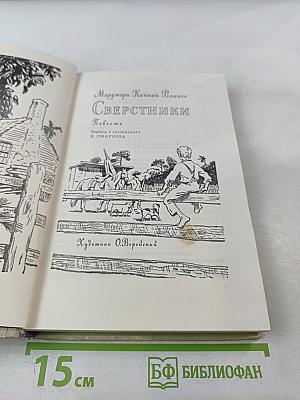 Марджори Киннан Ролингс
СВЕРСТНИКИ
Повесть
Перевод с английского
В. СМИРНОВА
Художник О. Верейский
15 см
БФ БИБЛИОФАН